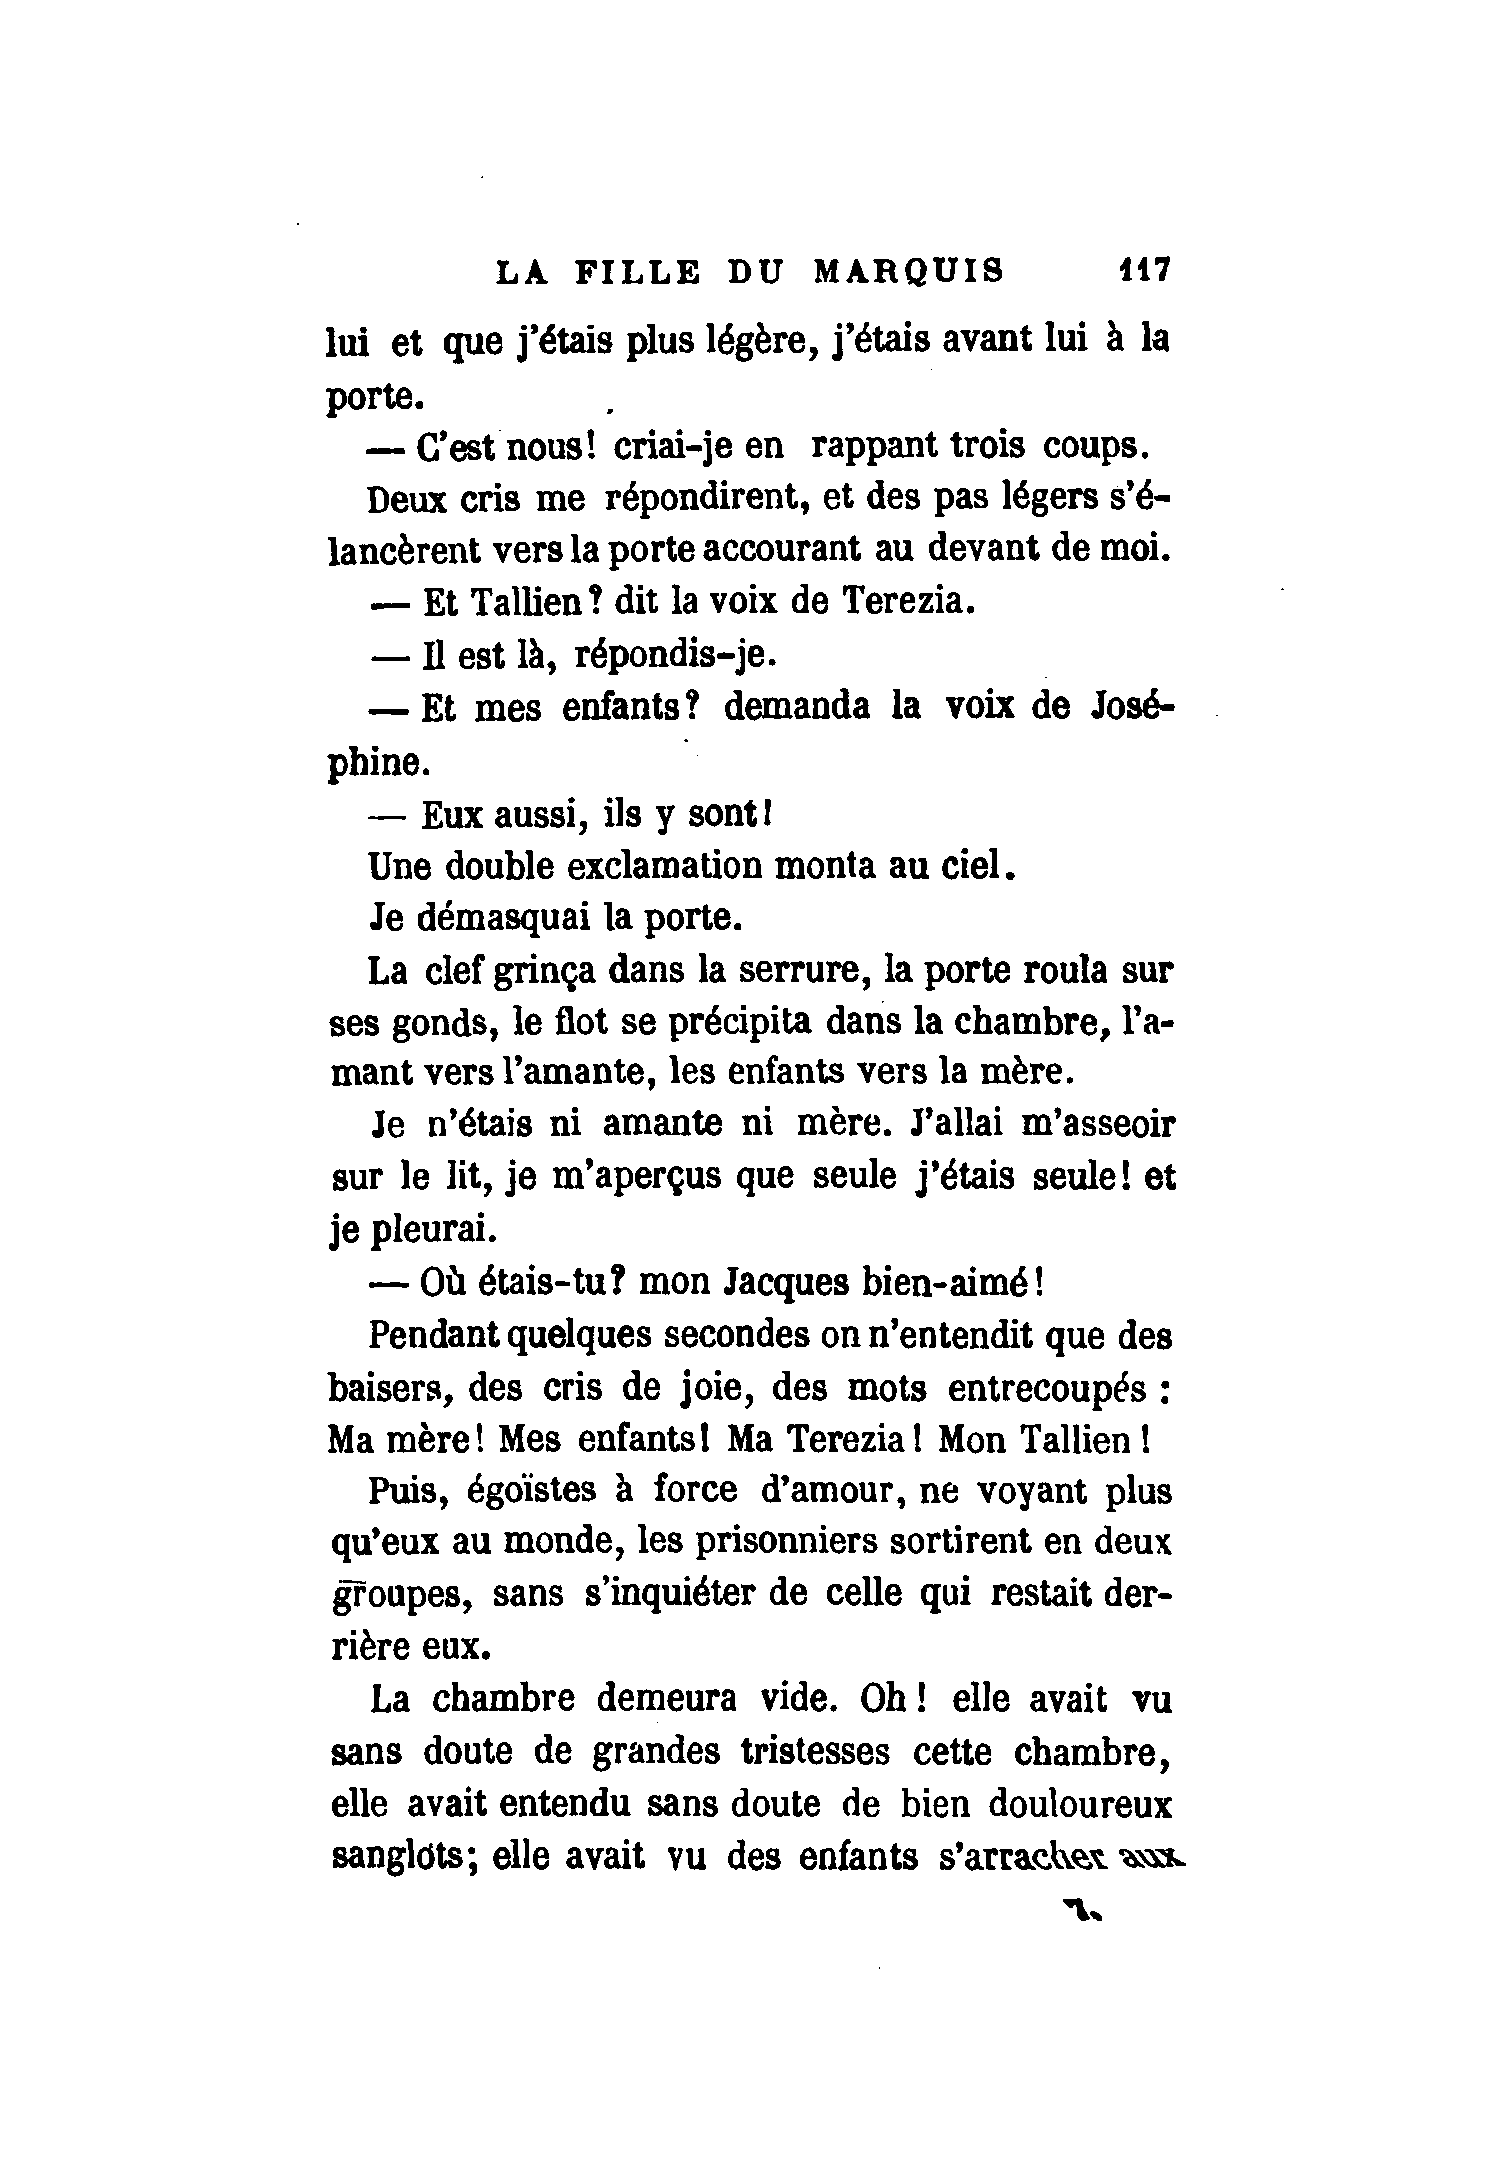 LA FILLE DU MARQUIS 117
lui et que j'étais plus légère, j'étais avant lui à la
porte.
— C'est nous! criai-je en rappant trois coups.
Deux cris me répondirent, et des pas légers s'é-
lancèrent vers la porte accourant au devant de moi.
— Et Tallien? dit la voix de Terezia.
— Il est là, répondis-je.
— Et mes enfants? demanda la voix de José-
phine.
— Eux aussi, ils y sont!
Une double exclamation monta au ciel.
Je démasquai la porte.
La clef grinça dans la serrure, la porte roula sur
ses gonds, le flot se précipita dans la chambre, l'a-
mant vers l'amante, les enfants vers la mère.
Je n'étais ni amante ni mère. J'allai m'asseoir
sur le lit, je m'aperçus que seule j'étais seule! et
je pleurai.
— Où étais-tu? mon Jacques bien-aimé!
Pendant quelques secondes on n'entendit que des
baisers, des cris de joie, des mots entrecoupés :
Ma mère! Mes enfants! Ma Terezia! Mon Tallien!
Puis, égoïstes à force d'amour, ne voyant plus
qu'eux au monde, les prisonniers sortirent en deux
groupes, sans s'inquiéter de celle qui restait der-
rière eux.
La chambre demeura vide. Oh! elle avait vu
sans doute de grandes tristesses cette chambre,
elle avait entendu sans doute de bien douloureux
sanglots; elle avait vu des enfants s'arracher aux
7.